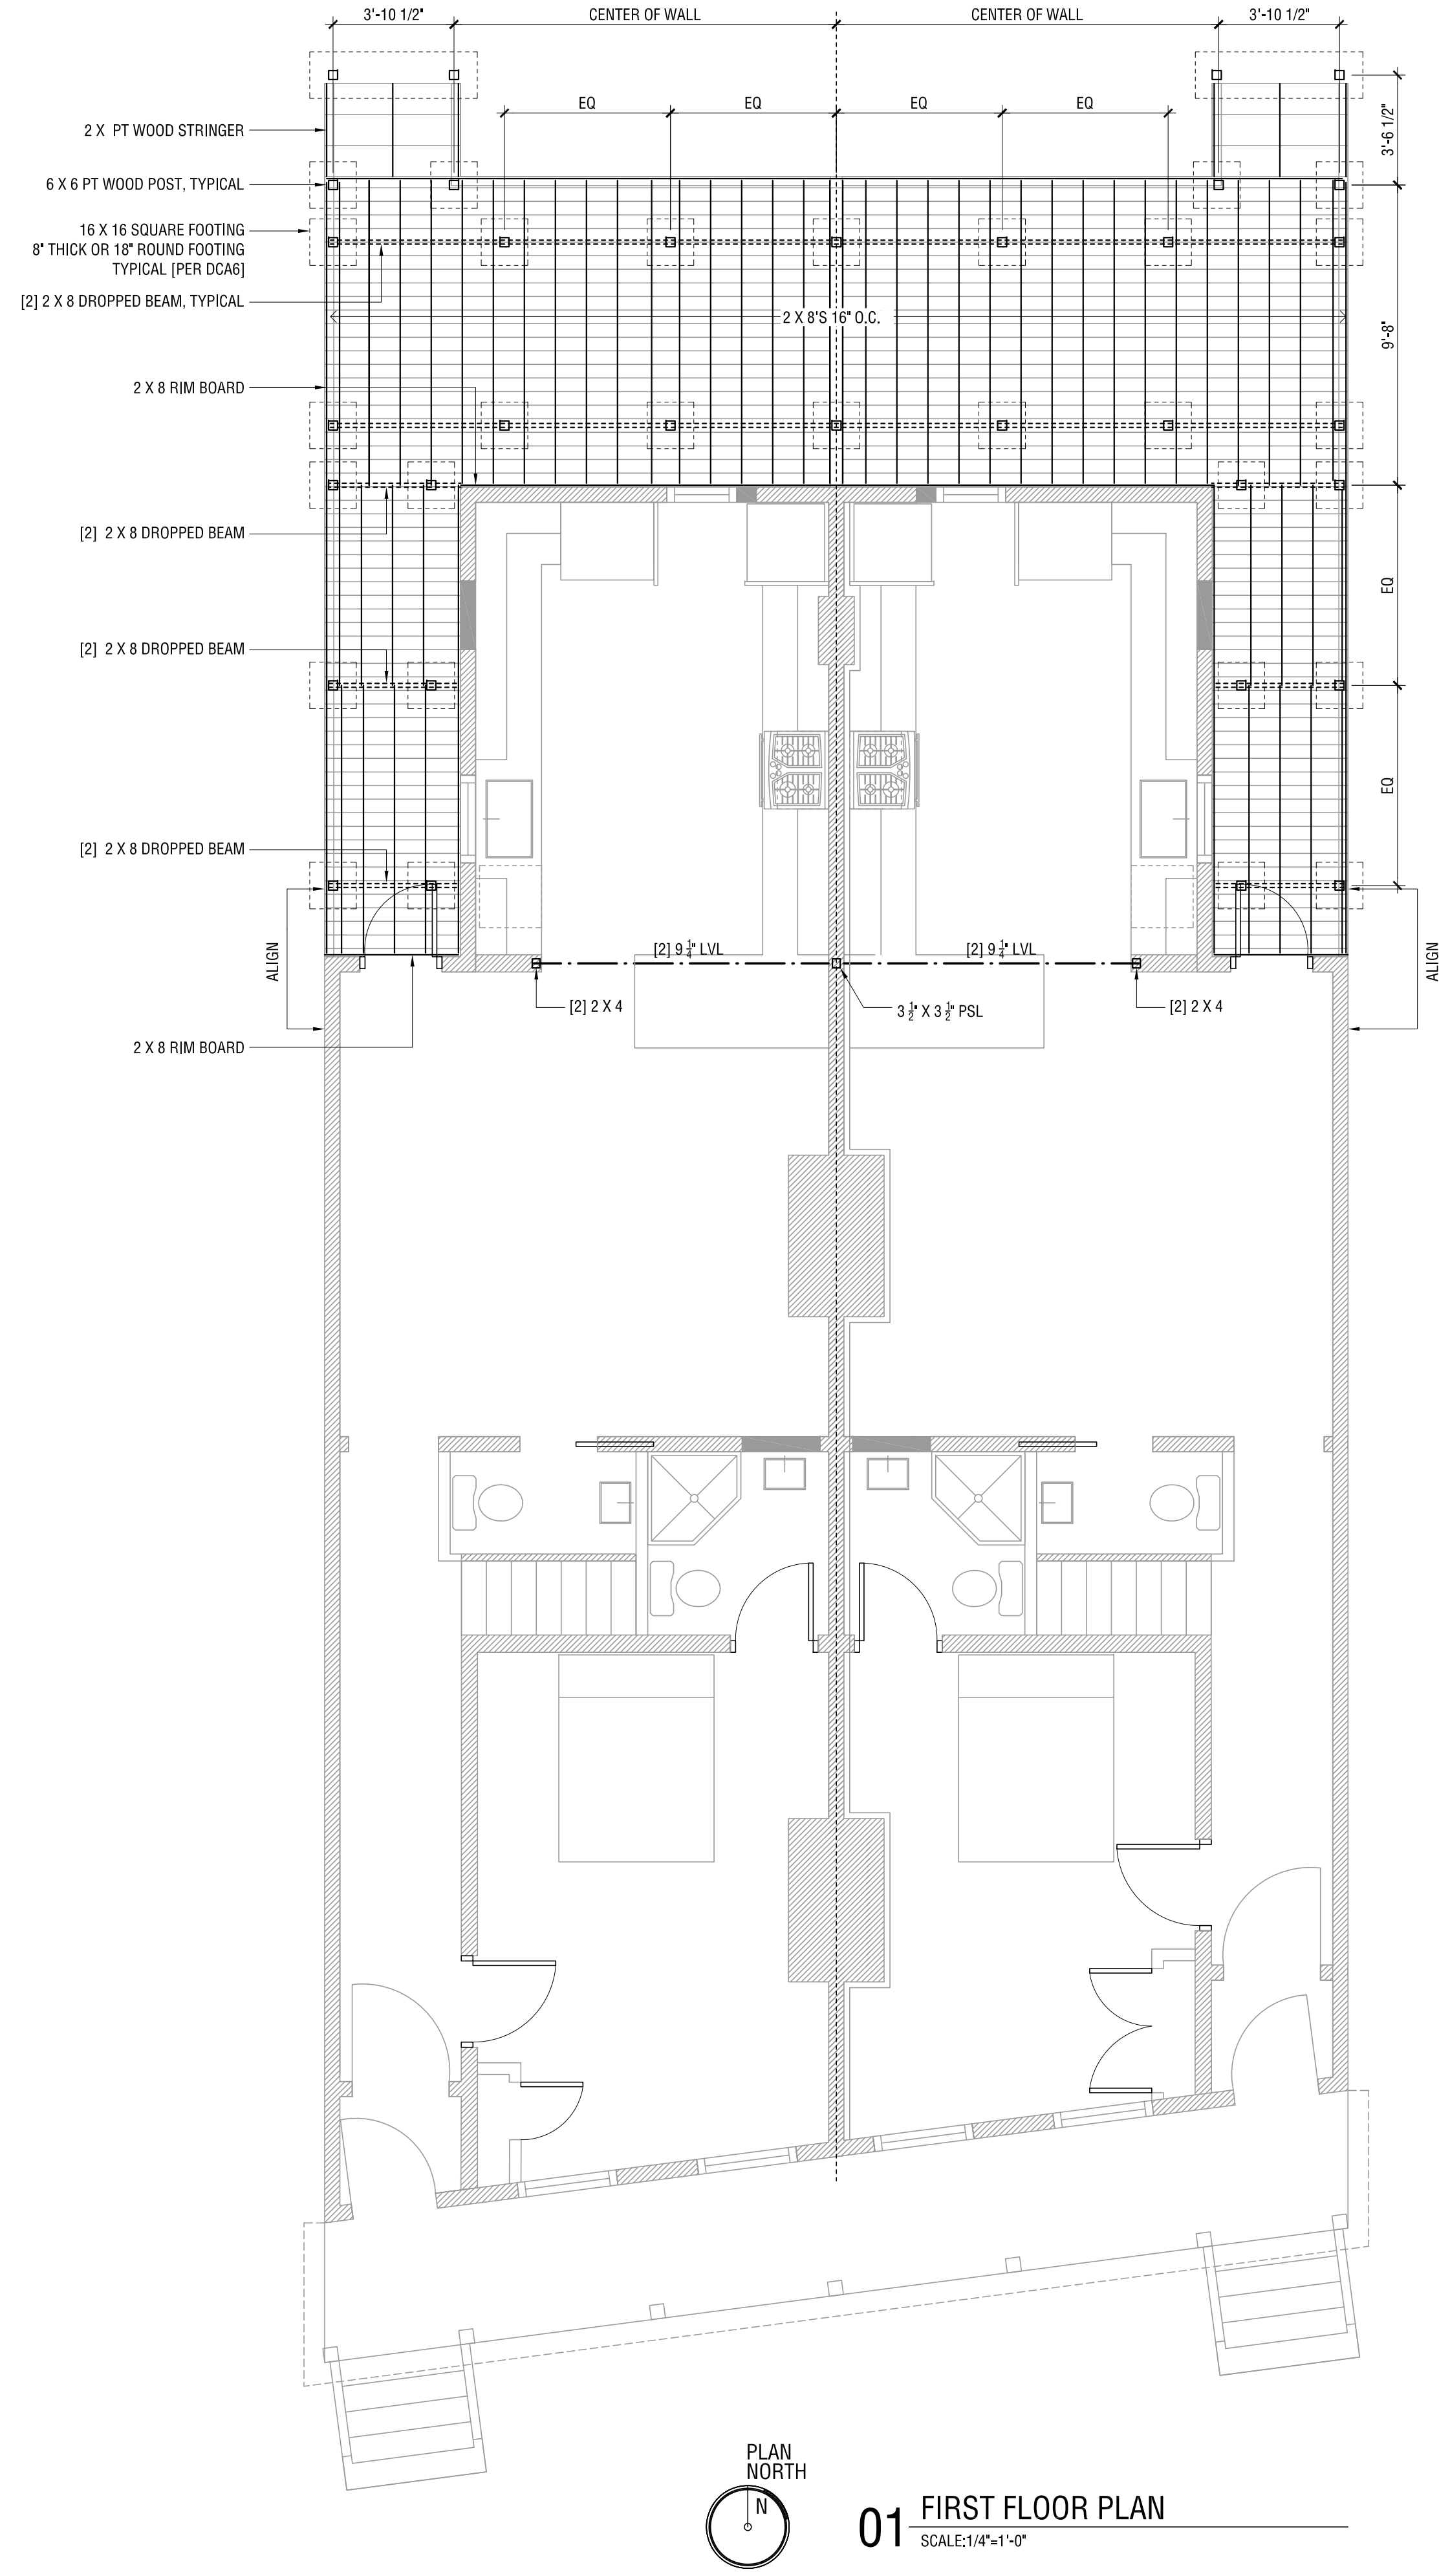 3'-10 1/2"
CENTER OF WALL
CENTER OF WALL
3'-10 1/2"
EQ
EQ
EQ
EQ
3'-6 1/2"
2 X  PT WOOD STRINGER
6 X 6 PT WOOD POST, TYPICAL
16 X 16 SQUARE FOOTING
8" THICK OR 18" ROUND FOOTING
TYPICAL [PER DCA6]
[2] 2 X 8 DROPPED BEAM, TYPICAL
2 X 8'S 16" O.C.
9'-8"
2 X 8 RIM BOARD
[2]  2 X 8 DROPPED BEAM
EQ
[2]  2 X 8 DROPPED BEAM
EQ
[2]  2 X 8 DROPPED BEAM
ALIGN
[2] 9 1/4" LVL
[2] 9 1/4" LVL
ALIGN
[2] 2 X 4
3 1/2" X 3 1/2" PSL
[2] 2 X 4
2 X 8 RIM BOARD
PLAN
NORTH
N
01
FIRST FLOOR PLAN
SCALE:1/4"=1'-0"